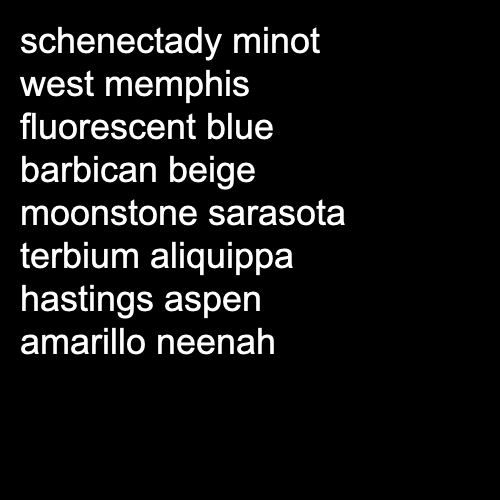 schenectady minot
west memphis
fluorescent blue
barbican beige
moonstone sarasota
terbium aliquippa
hastings aspen
amarillo neenah